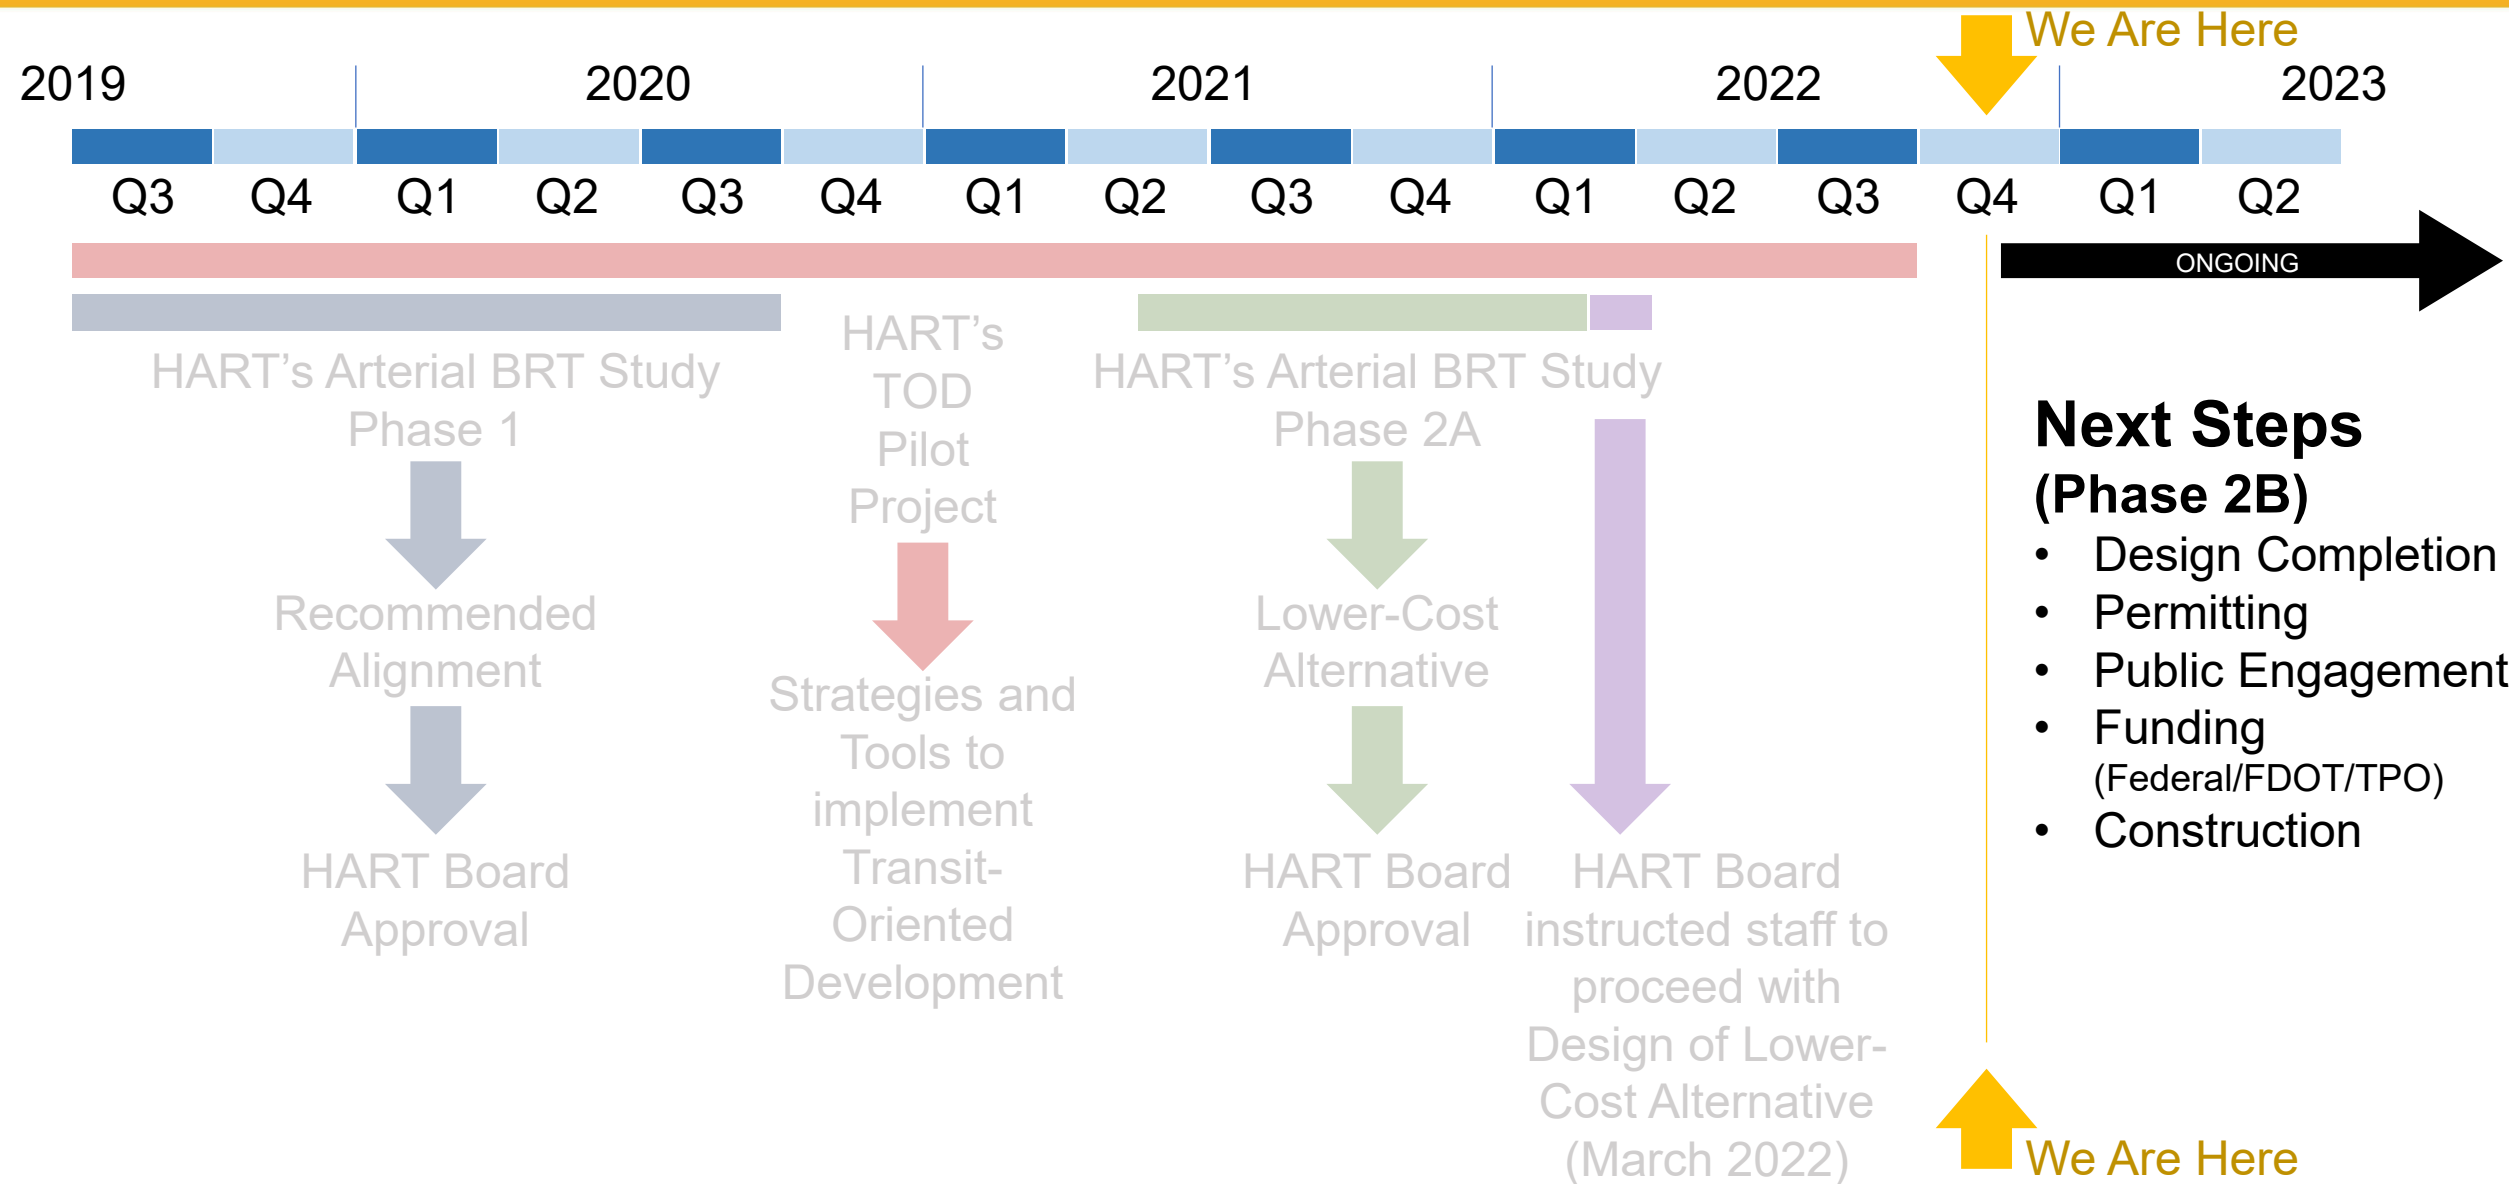 We Are Here
2019
2020
2021
2022
2023
Q3
Q4
Q1
Q2
Q3
Q4
Q1
Q2
Q3
Q4
Q1
Q2
Q3
Q4
Q1
Q2
ONGOING
HART’s Arterial BRT Study
Phase 1
Recommended
Alignment
HART Board
Approval
HART’s
TOD
Pilot
Project
Strategies and
Tools to
implement
Transit-
Oriented
Development
HART’s Arterial BRT Study
Phase 2A
Lower-Cost
Alternative
HART Board
Approval
HART Board
instructed staff to
proceed with
Design of Lower-
Cost Alternative
(March 2022)
Next Steps
(Phase 2B)
• Design Completion
• Permitting
• Public Engagement
• Funding
(Federal/FDOT/TPO)
• Construction
We Are Here